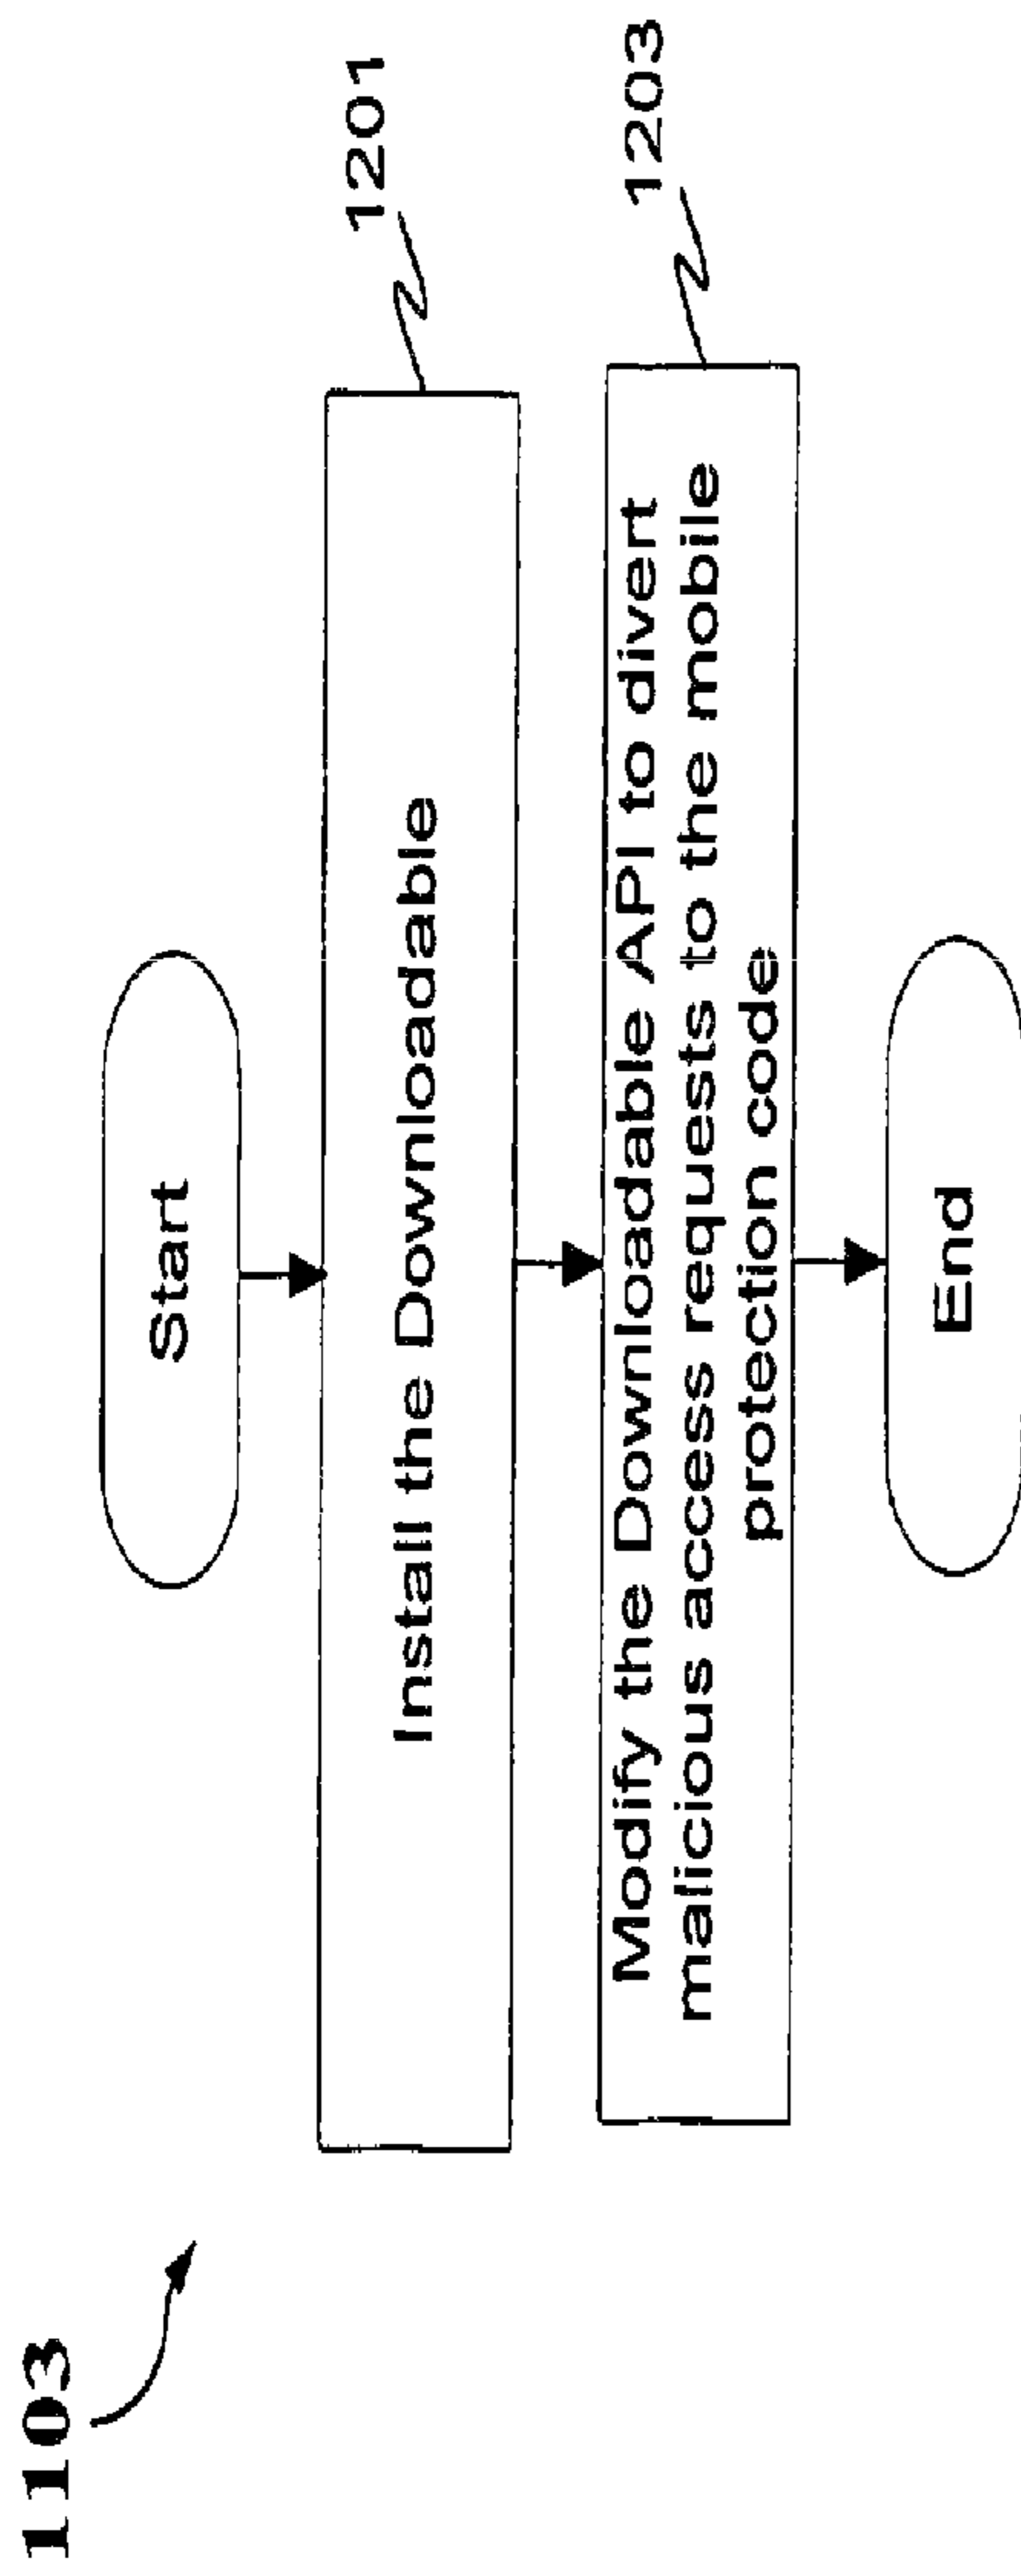 1103
Start
Install the Downloadable
1201
Modify the Downloadable API to divert
malicious access requests to the mobile
protection code
1203
End